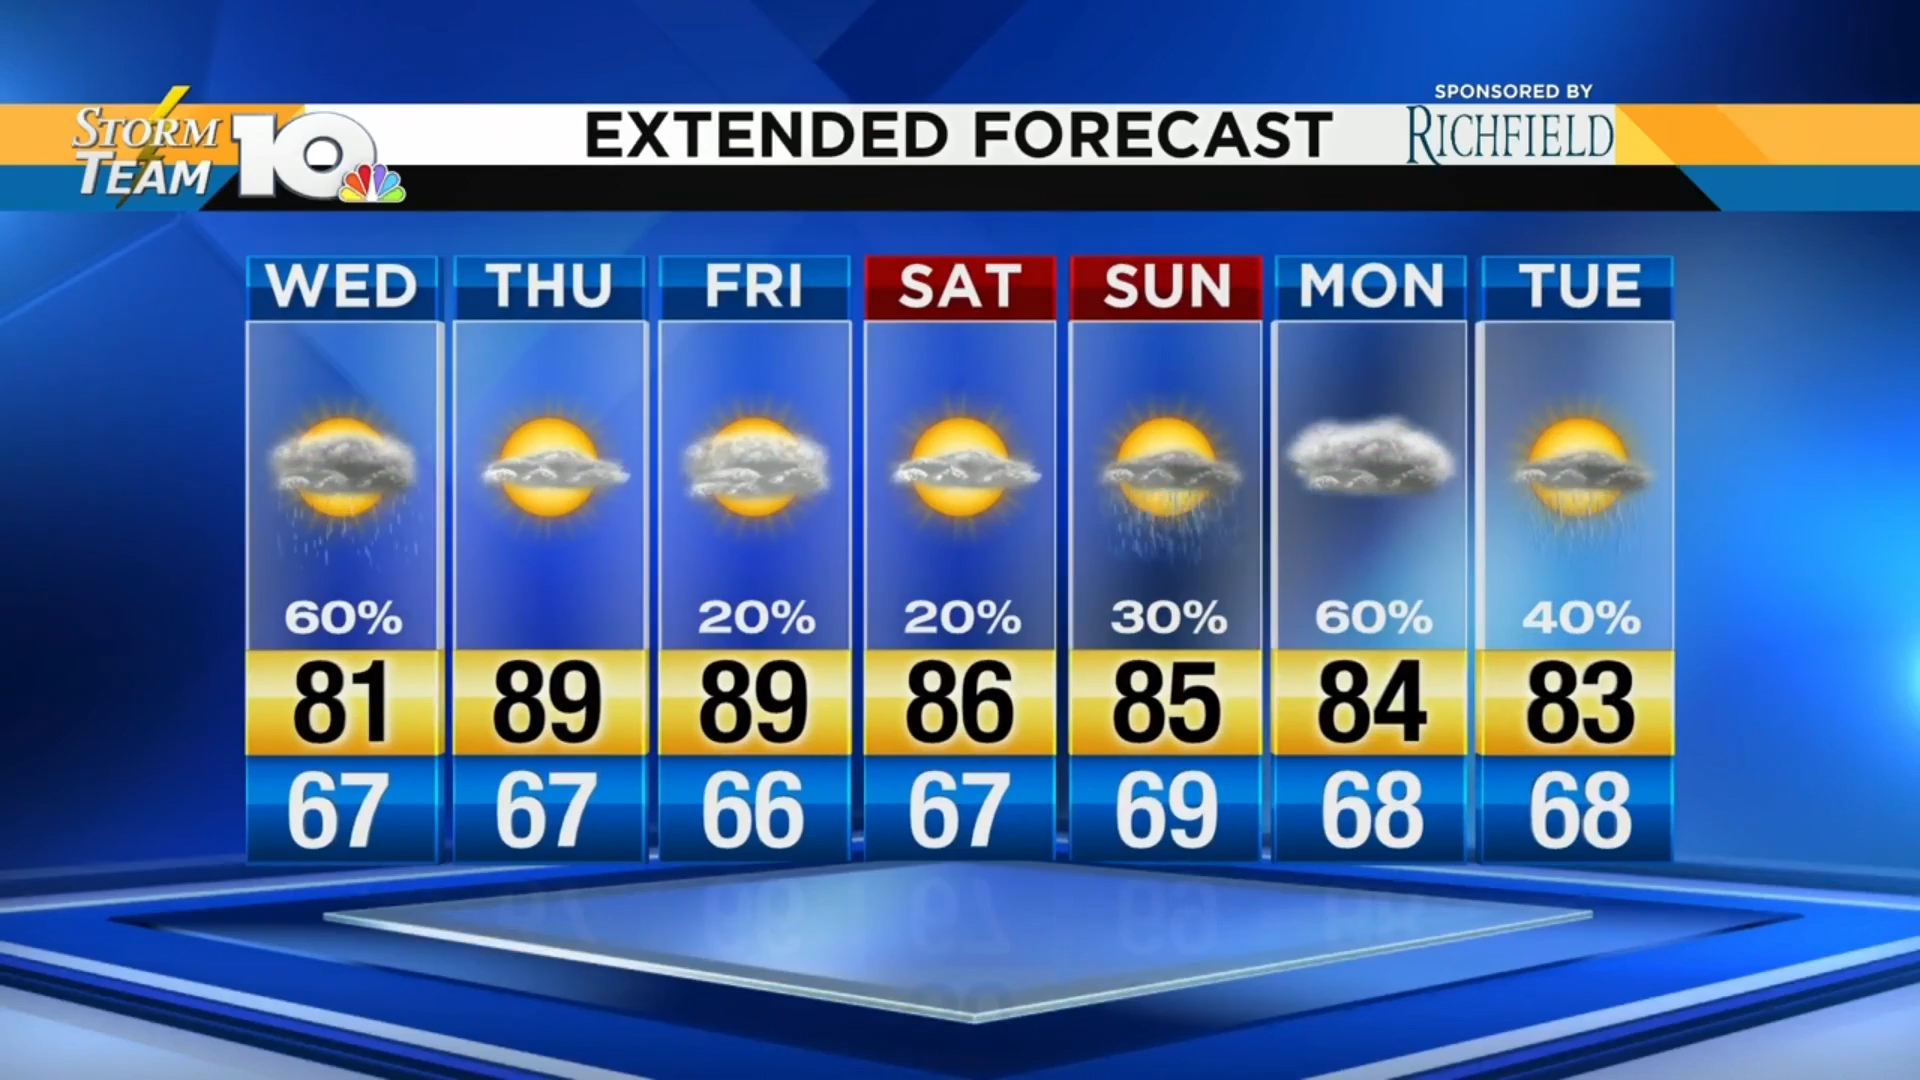 SPONSORED BY
STORM TEAM 10
EXTENDED FORECAST
RICHFIELD
WED THU FRI SAT SUN MON TUE
60% 20% 20% 30% 60% 40%
81 89 89 86 85 84 83
67 67 66 67 69 68 68